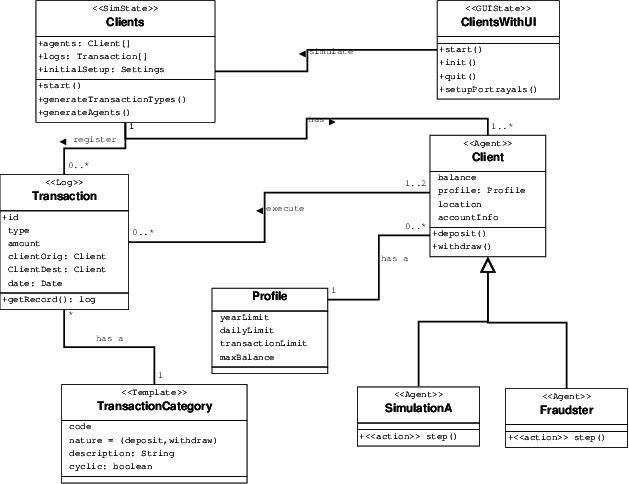 <<SimState>>
Clients
+agents: Client[]
+logs: Transaction[]
+initialSetup: Settings
+start()
+generateTransactionTypes()
+generateAgents()
<<GUIState>>
ClientsWithUI
+start()
+init()
+quit()
+setupPortrayals()
simulate
1
has
1..*
register
0..*
<<Log>>
Transaction
+id
type
amount
clientOrig: Client
ClientDest: Client
date: Date
+getRecord(): log
<<Agent>>
Client
balance
profile: Profile
location
accountInfo
+deposit()
+withdraw()
1..2
execute
0..*
0..*
has a
1
Profile
yearLimit
dailyLimit
transactionLimit
maxBalance
*
has a
1
<<Template>>
TransactionCategory
code
nature = (deposit,withdraw)
description: String
cyclic: boolean
<<Agent>>
SimulationA
+<<action>> step()
<<Agent>>
Fraudster
+<<action>> step()